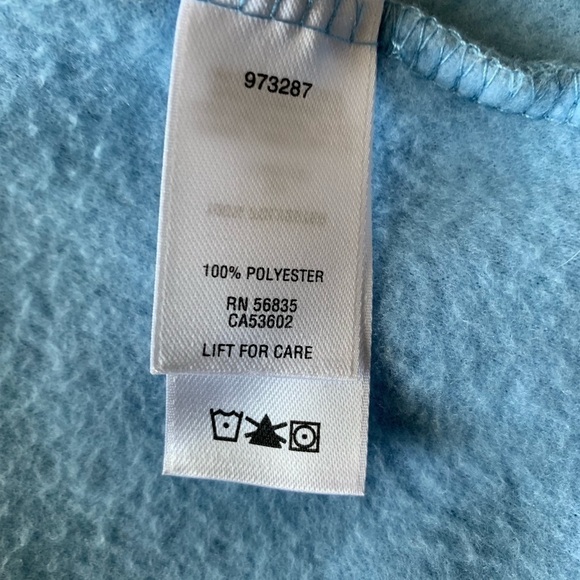 973287
100% POLYESTER
RN 56835
CA53602
LIFT FOR CARE